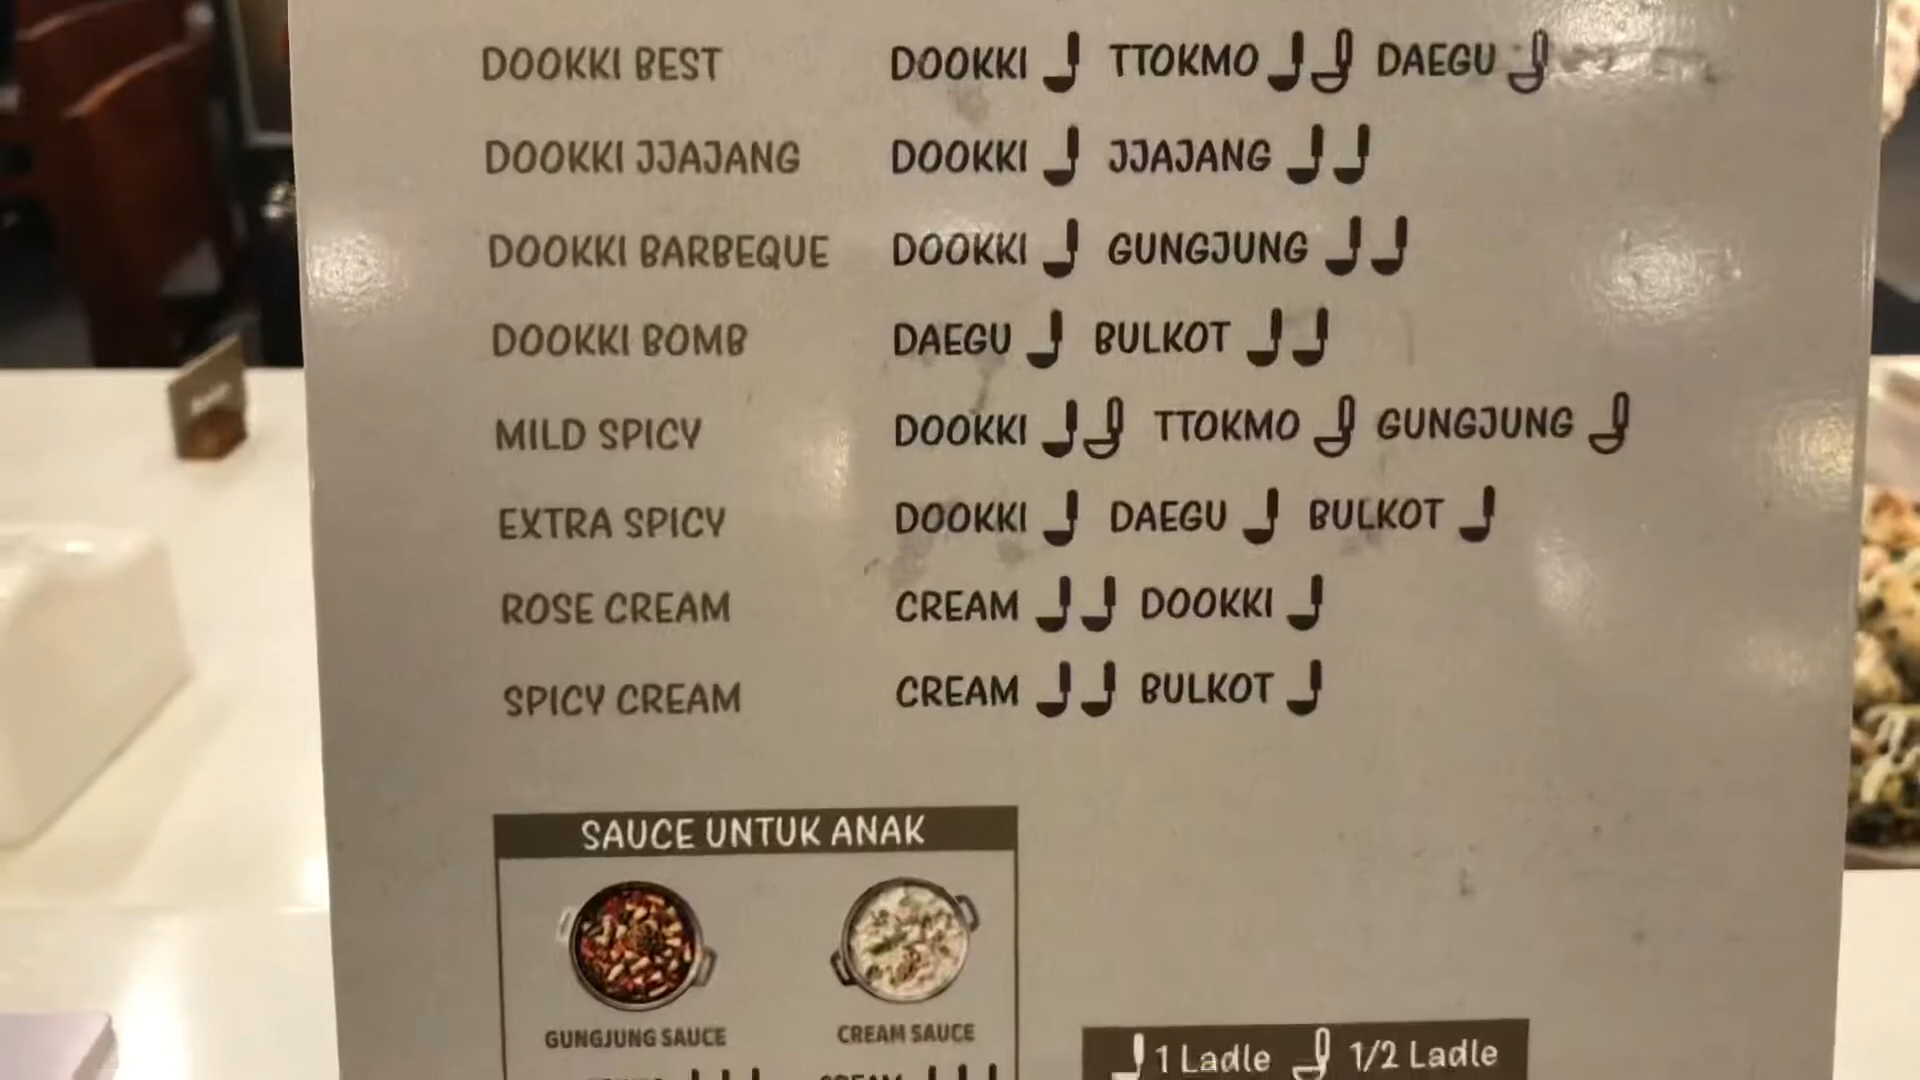 DOOKKI BEST DOOKKI TTOKMO DAEGU
DOOKKI JJAJANG DOOKKI JJAJANG
DOOKKI BARBEQUE DOOKKI GUNGJUNG
DOOKKI BOMB DAEGU BULKOT
MILD SPICY DOOKKI TTOKMO GUNGJUNG
EXTRA SPICY DOOKKI DAEGU BULKOT
ROSE CREAM CREAM DOOKKI
SPICY CREAM CREAM BULKOT
SAUCE UNTUK ANAK
GUNGJUNG SAUCE CREAM SAUCE
1 Ladle 1/2 Ladle